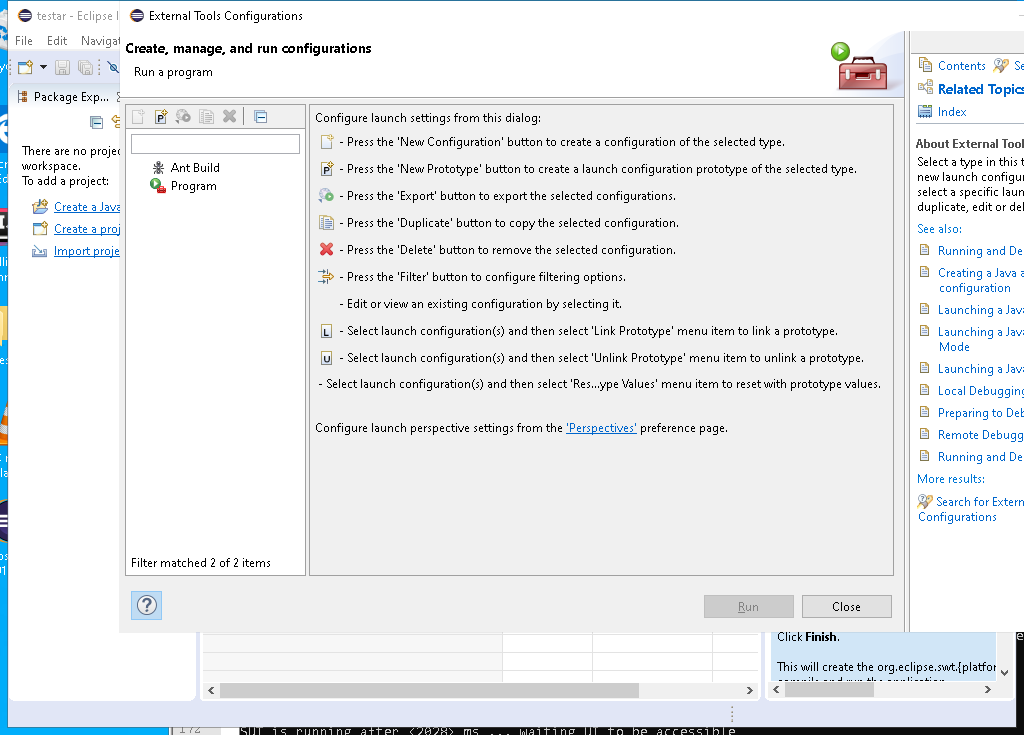 testar - Eclipse I
External Tools Configurations
File Edit Navigat
Create, manage, and run configurations
Run a program
Package Exp...
There are no projec
workspace.
To add a project:
Create a Java
Create a proj
Import proje
Ant Build
Program
Filter matched 2 of 2 items
Configure launch settings from this dialog:
- Press the 'New Configuration' button to create a configuration of the selected type.
- Press the 'New Prototype' button to create a launch configuration prototype of the selected type.
- Press the 'Export' button to export the selected configurations.
- Press the 'Duplicate' button to copy the selected configuration.
- Press the 'Delete' button to remove the selected configuration.
- Press the 'Filter' button to configure filtering options.
- Edit or view an existing configuration by selecting it.
L - Select launch configuration(s) and then select 'Link Prototype' menu item to link a prototype.
U - Select launch configuration(s) and then select 'Unlink Prototype' menu item to unlink a prototype.
- Select launch configuration(s) and then select 'Res...ype Values' menu item to reset with prototype values.
Configure launch perspective settings from the 'Perspectives' preference page.
?
Run
Close
Contents Se
Related Topics
Index
About External Tool
Select a type in this t
new launch configur
select a specific laun
duplicate, edit or del
See also:
Running and De
Creating a Java a
configuration
Launching a Java
Launching a Java
Mode
Launching a Java
Local Debugging
Preparing to Deb
Remote Debugg
Running and De
More results:
Search for Extern
Configurations
Click Finish.
This will create the org.eclipse.swt.{platfor
compile and run the application
172
SUT is running after <2028> ms ... waiting UI to be accessible